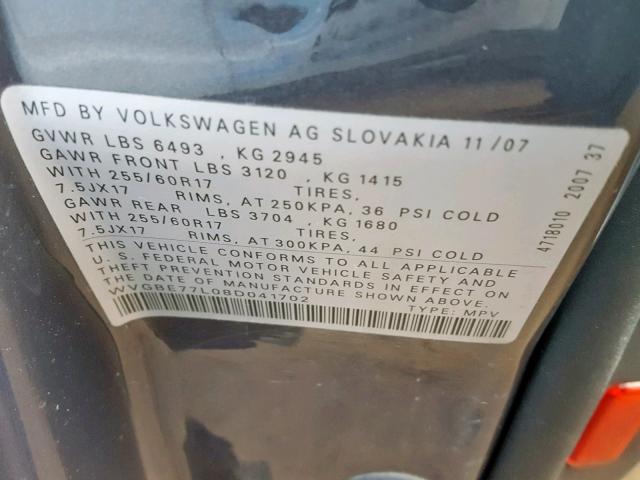 MFD BY VOLKSWAGEN AG SLOVAKIA 11/07
GVWR LBS 6493 , KG 2945
GAWR FRONT LBS 3120 , KG 1415
WITH 255/60R17 TIRES,
7.5JX17 RIMS, AT 250KPA, 36 PSI COLD
GAWR REAR LBS 3704 , KG 1680
WITH 255/60R17 TIRES,
7.5JX17 RIMS, AT 300KPA, 44 PSI COLD
THIS VEHICLE CONFORMS TO ALL APPLICABLE
U. S. FEDERAL MOTOR VEHICLE SAFETY AND
THEFT PREVENTION STANDARDS IN EFFECT ON
THE DATE OF MANUFACTURE SHOWN ABOVE.
WVGBE77L08D041702 TYPE: MPV
4718010 2007 37